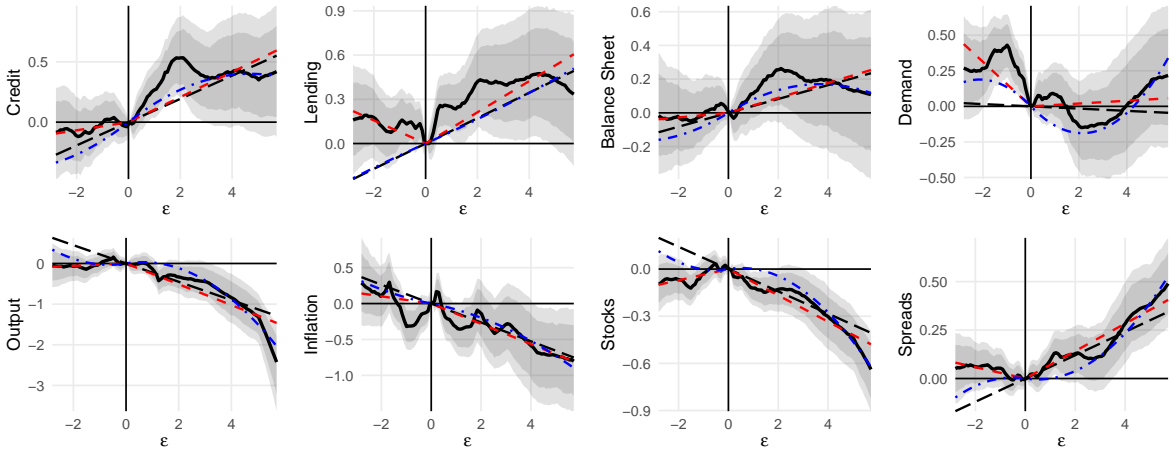 Credit
0.5
0.0
−2 0 2 4
ε
Lending
0.9
0.6
0.3
0.0
−2 0 2 4
ε
Balance Sheet
0.6
0.4
0.2
0.0
−0.2
−2 0 2 4
ε
Demand
0.50
0.25
0.00
−0.25
−0.50
−2 0 2 4
ε
Output
0
−1
−2
−3
−2 0 2 4
ε
Inflation
0.5
0.0
−0.5
−1.0
−2 0 2 4
ε
Stocks
0.0
−0.3
−0.6
−0.9
−2 0 2 4
ε
Spreads
0.50
0.25
0.00
−2 0 2 4
ε